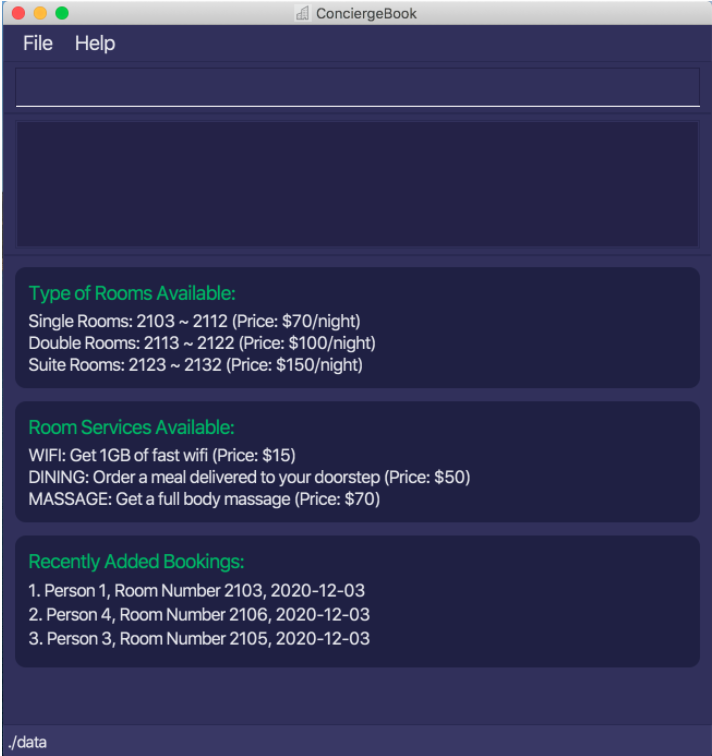 ConciergeBook
File Help
Type of Rooms Available:
Single Rooms: 2103 ~ 2112 (Price: $70/night)
Double Rooms: 2113 ~ 2122 (Price: $100/night)
Suite Rooms: 2123 ~ 2132 (Price: $150/night)
Room Services Available:
WIFI: Get 1GB of fast wifi (Price: $15)
DINING: Order a meal delivered to your doorstep (Price: $50)
MASSAGE: Get a full body massage (Price: $70)
Recently Added Bookings:
1. Person 1, Room Number 2103, 2020-12-03
2. Person 4, Room Number 2106, 2020-12-03
3. Person 3, Room Number 2105, 2020-12-03
./data